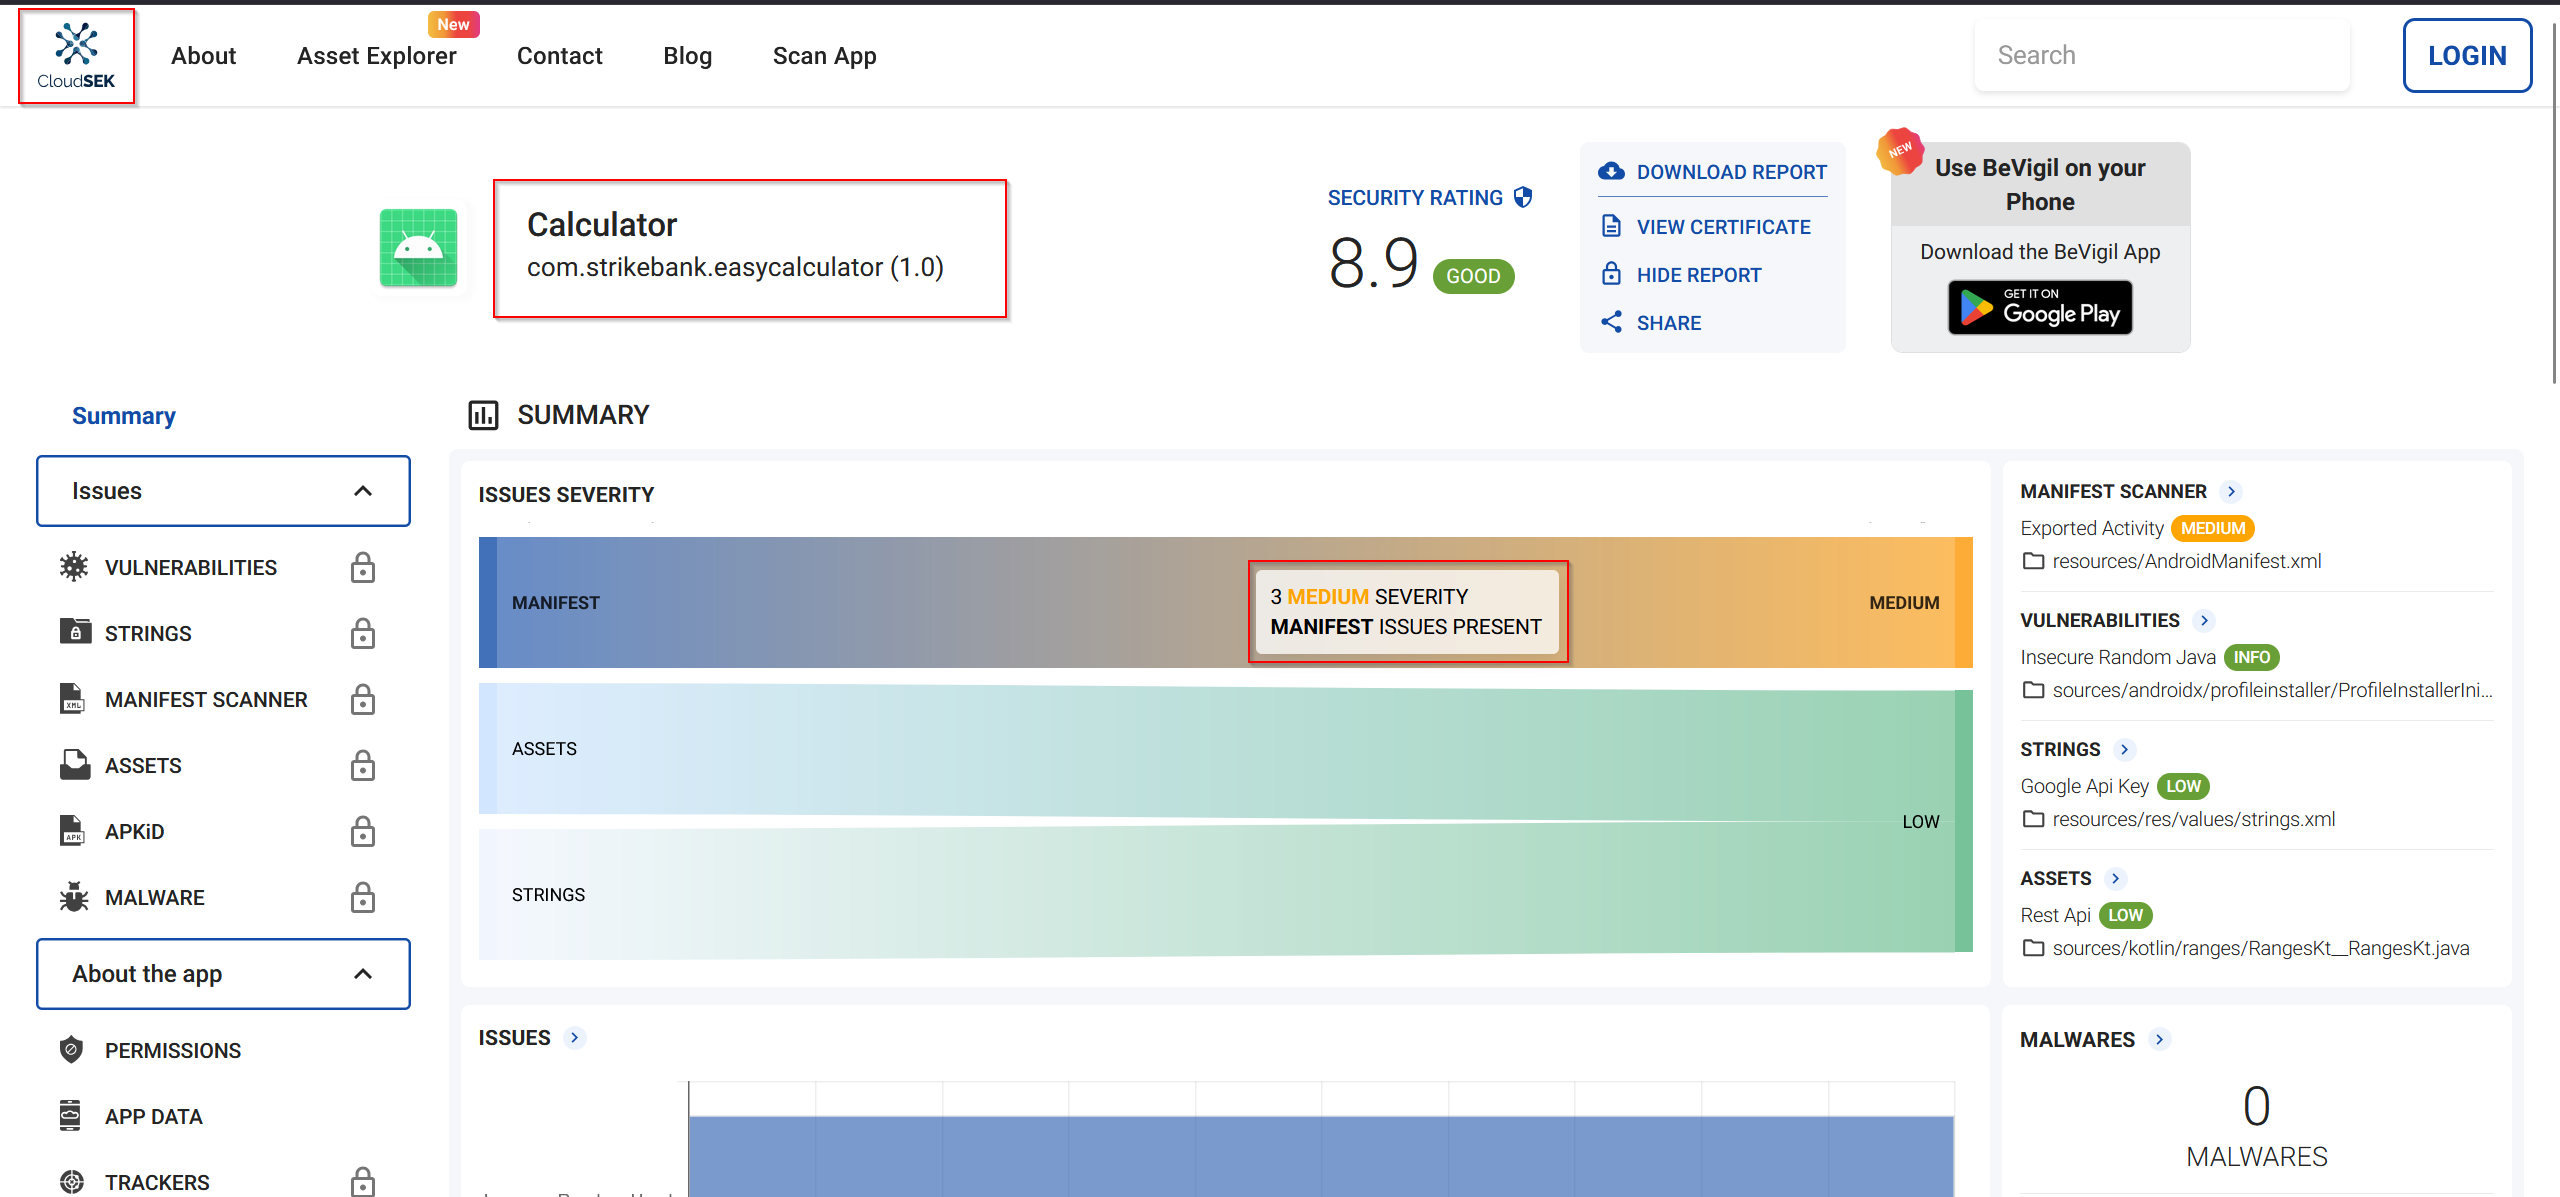 CloudSEK
About
Asset Explorer
New
Contact
Blog
Scan App
Search
LOGIN
Calculator
com.strikebank.easycalculator (1.0)
SECURITY RATING
8.9 GOOD
DOWNLOAD REPORT
VIEW CERTIFICATE
HIDE REPORT
SHARE
NEW
Use BeVigil on your
Phone
Download the BeVigil App
GET IT ON
Google Play
Summary
Issues
VULNERABILITIES
STRINGS
XML
MANIFEST SCANNER
ASSETS
APK
APKiD
MALWARE
About the app
PERMISSIONS
APP DATA
TRACKERS
SUMMARY
ISSUES SEVERITY
MANIFEST
3 MEDIUM SEVERITY
MANIFEST ISSUES PRESENT
MEDIUM
ASSETS
LOW
STRINGS
MANIFEST SCANNER
Exported Activity MEDIUM
resources/AndroidManifest.xml
VULNERABILITIES
Insecure Random Java INFO
sources/androidx/profileinstaller/ProfileInstallerIni...
STRINGS
Google Api Key LOW
resources/res/values/strings.xml
ASSETS
Rest Api LOW
sources/kotlin/ranges/RangesKt__RangesKt.java
ISSUES
MALWARES
0
MALWARES